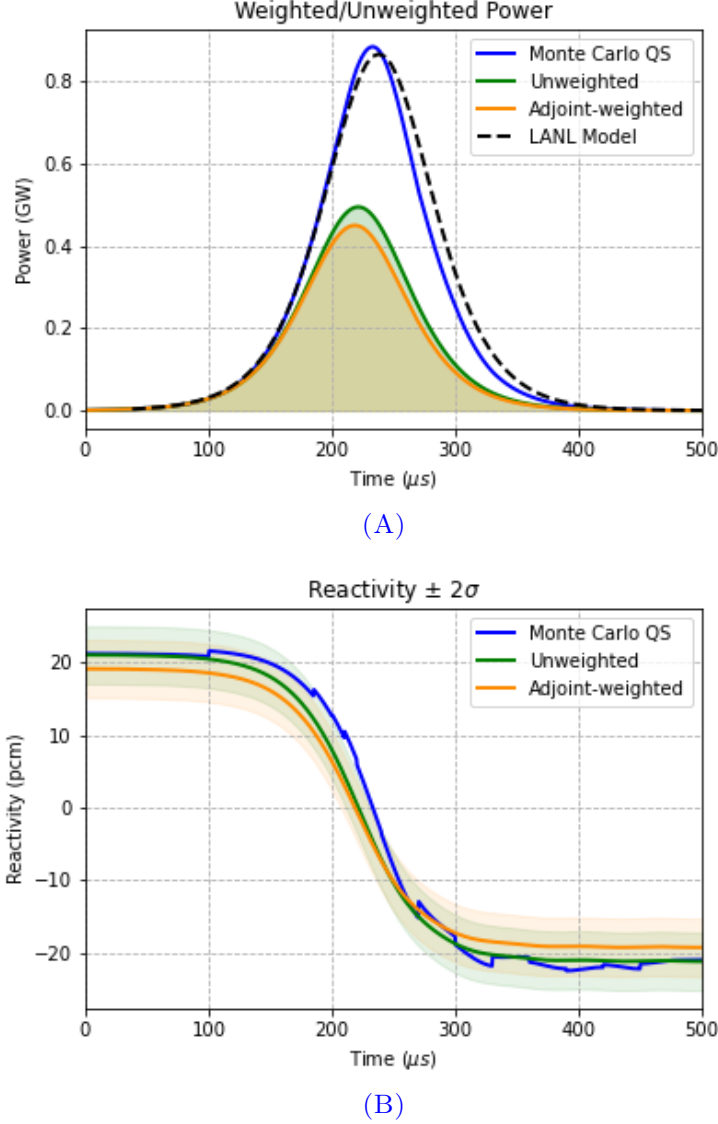 Weighted/Unweighted Power
Power (GW)
0.8
0.6
0.4
0.2
0.0
Monte Carlo QS
Unweighted
Adjoint-weighted
LANL Model
0 100 200 300 400 500
Time (μs)
(A)
Reactivity ± 2σ
Reactivity (pcm)
20
10
0
−10
−20
Monte Carlo QS
Unweighted
Adjoint-weighted
0 100 200 300 400 500
Time (μs)
(B)